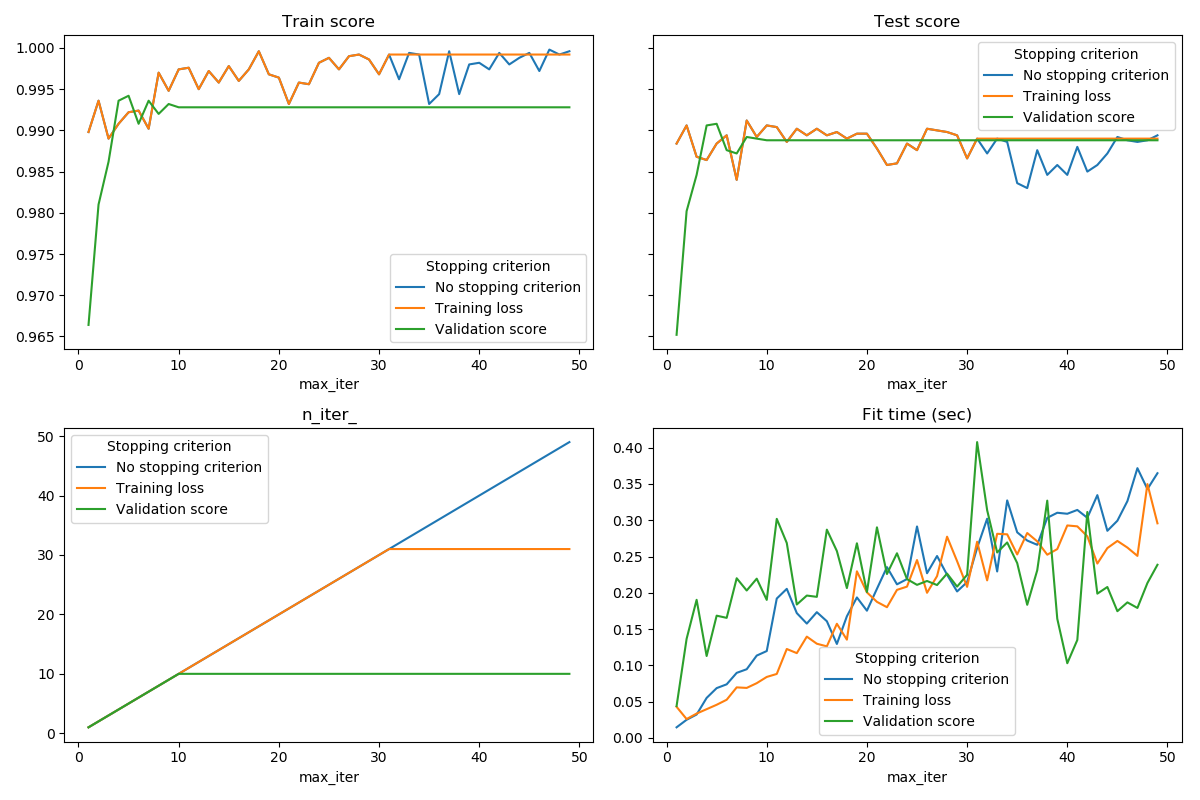 Train score
1.000
0.995
0.990
0.985
0.980
0.975
0.970
0.965
Stopping criterion
No stopping criterion
Training loss
Validation score
0
10
20
30
40
50
max_iter
Test score
Stopping criterion
No stopping criterion
Training loss
Validation score
0
10
20
30
40
50
max_iter
n_iter_
50
40
30
20
10
0
Stopping criterion
No stopping criterion
Training loss
Validation score
0
10
20
30
40
50
max_iter
Fit time (sec)
0.40
0.35
0.30
0.25
0.20
0.15
0.10
0.05
0.00
Stopping criterion
No stopping criterion
Training loss
Validation score
0
10
20
30
40
50
max_iter